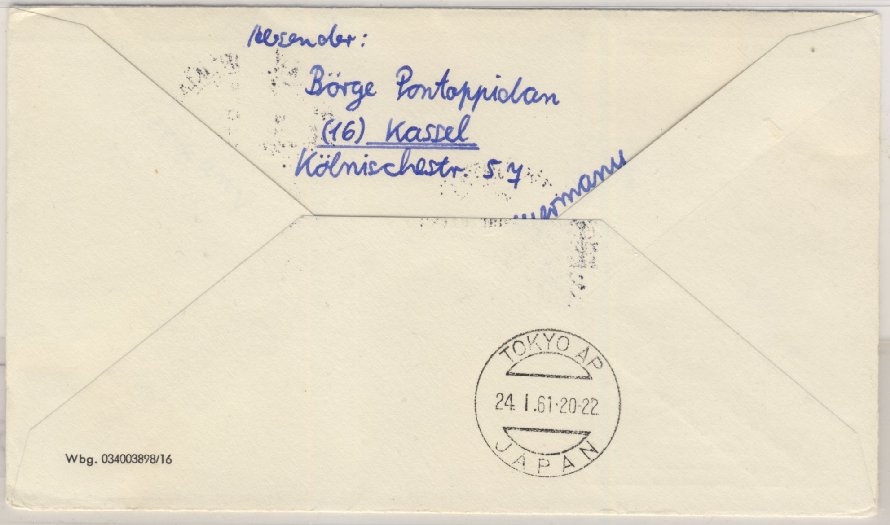 Absender:
Börge Pontoppidan
(16) Kassel
Kölnischestr. 57
TOKYO AP
24. I .61·20-22
JAPAN
Wbg. 034003898/16